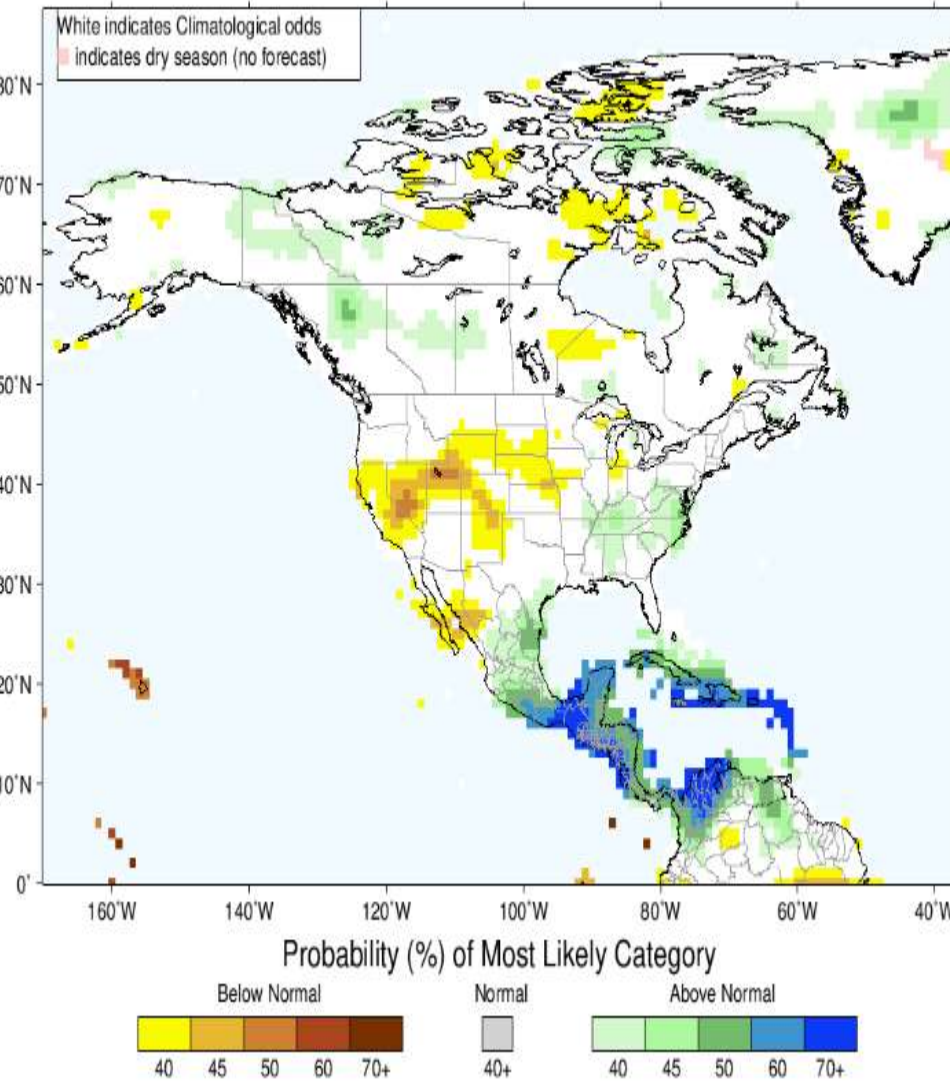 White indicates Climatological odds
indicates dry season (no forecast)
80°N
70°N
60°N
50°N
40°N
30°N
20°N
10°N
0°
160°W 140°W 120°W 100°W 80°W 60°W 40°W
Probability (%) of Most Likely Category
Below Normal Normal Above Normal
40 45 50 60 70+ 40+ 40 45 50 60 70+